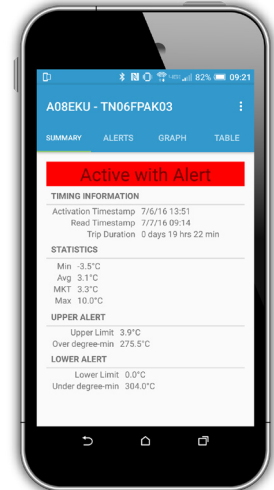 82% 09:21
A08EKU - TN06FPAK03
SUMMARY ALERTS GRAPH TABLE
Active with Alert
TIMING INFORMATION
Activation Timestamp 7/6/16 13:51
Read Timestamp 7/7/16 09:14
Trip Duration 0 days 19 hrs 22 min
STATISTICS
Min -3.5°C
Avg 3.1°C
MKT 3.3°C
Max 10.0°C
UPPER ALERT
Upper Limit 3.9°C
Over degree-min 275.5°C
LOWER ALERT
Lower Limit 0.0°C
Under degree-min 304.0°C